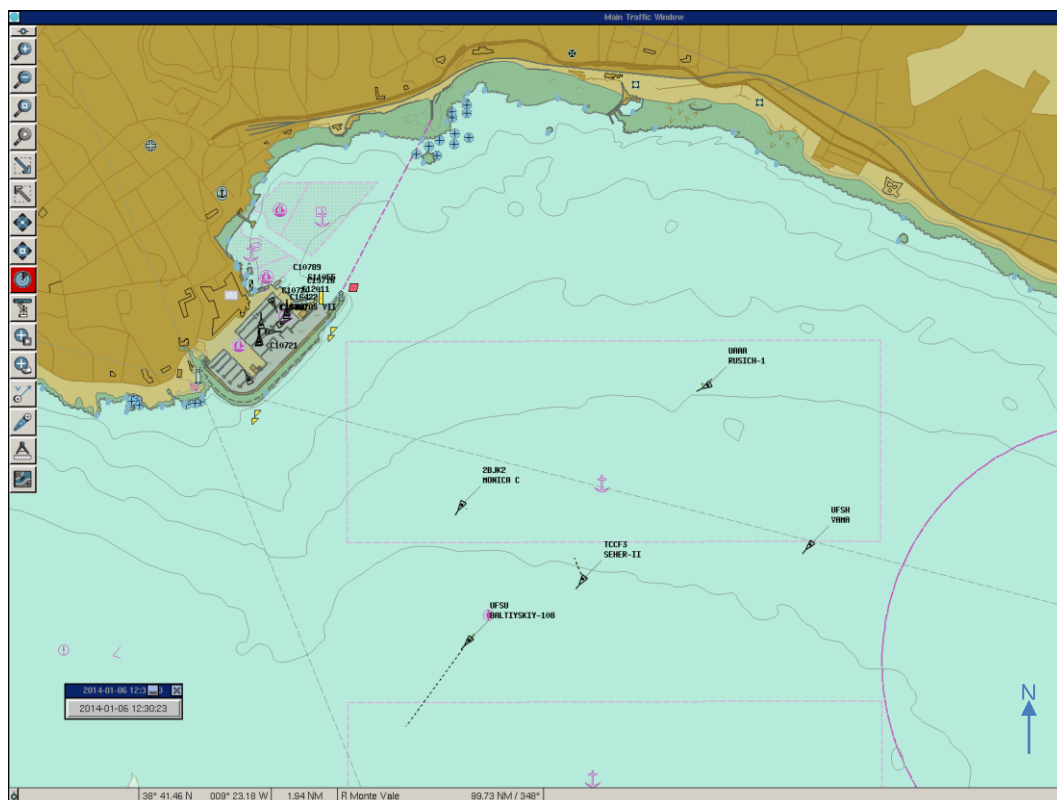 Main Traffic Window
C10789
C16422
C10721
UAAA
RUSICH-1
2BJK2
MONICA C
UFSH
VAMA
TCCF3
SEHER-II
UFSU
BALTIYSKIY-108
N
2014-01-06 12:30:23
38° 41.46 N 009° 23.18 W 1.94 NM R Monte Vale 99.73 NM / 348°